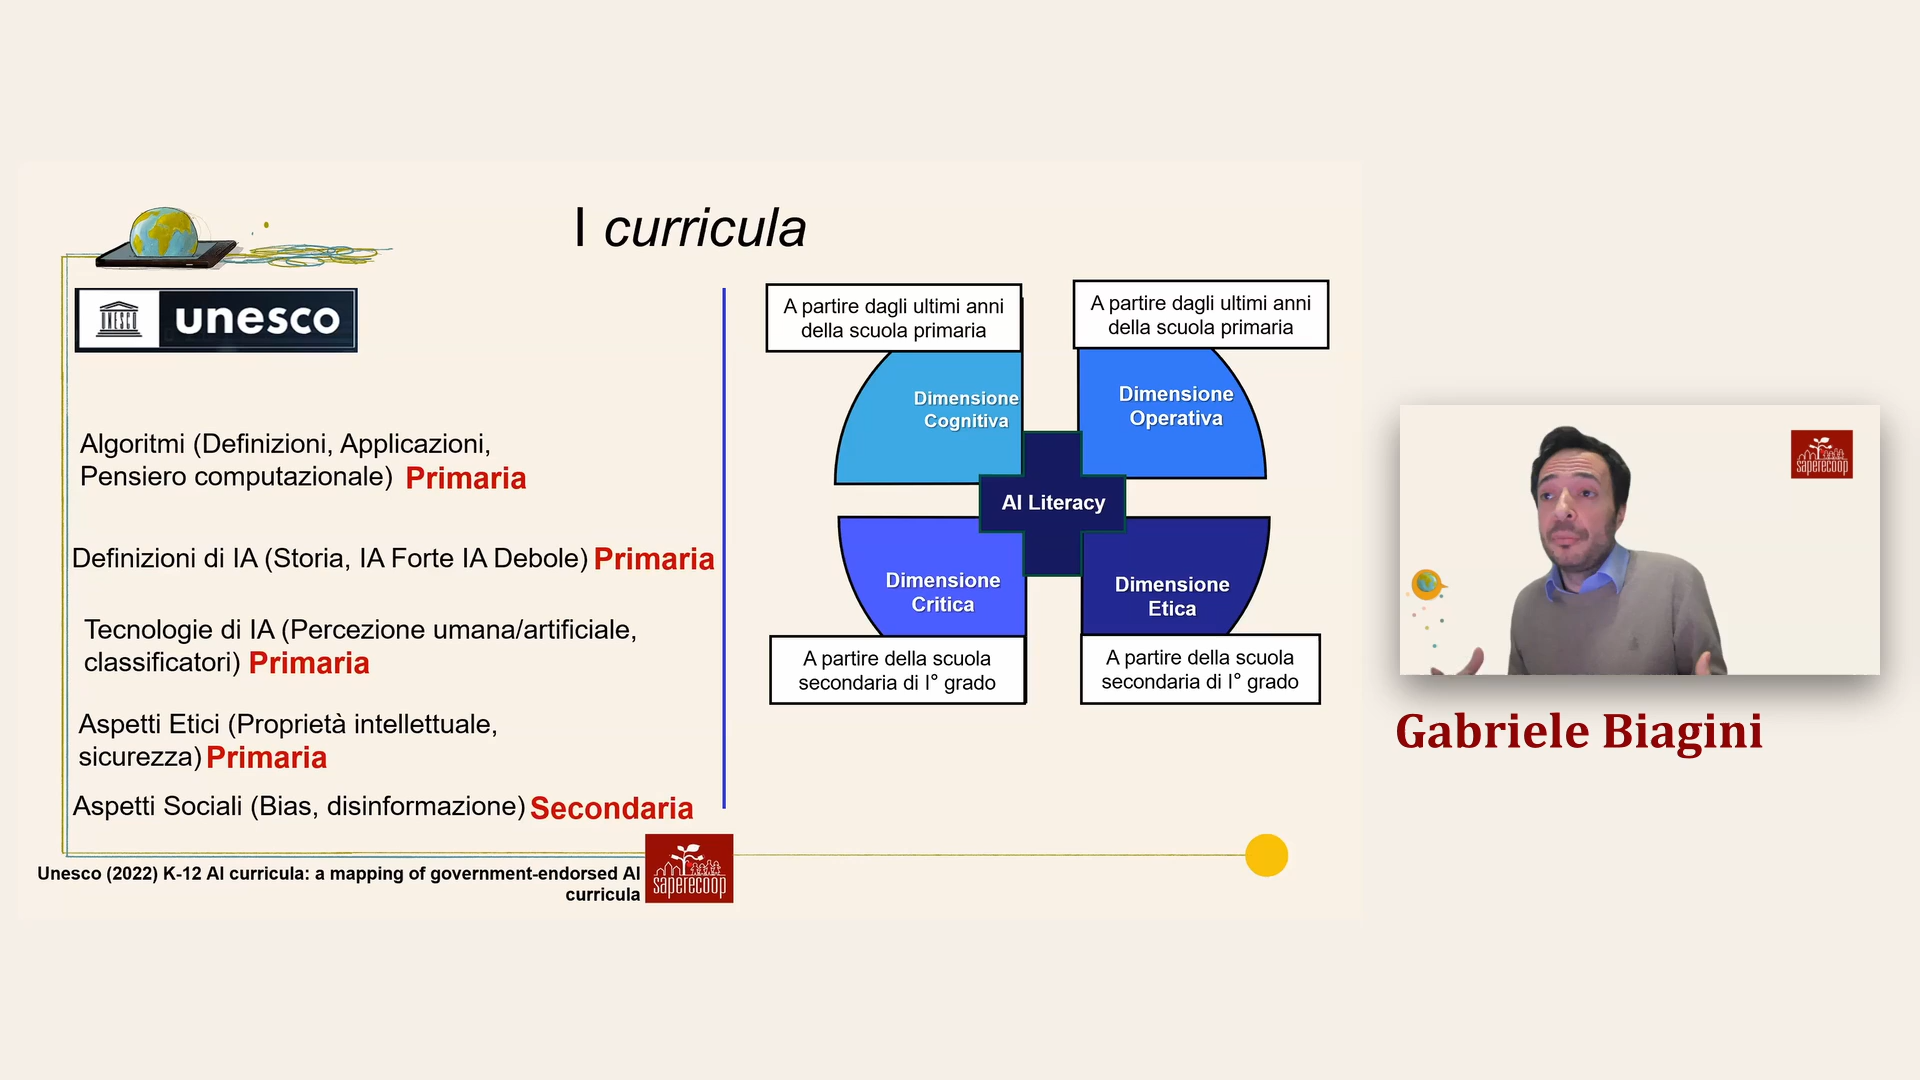 I curricula
UNESCO
unesco
Algoritmi (Definizioni, Applicazioni,
Pensiero computazionale) Primaria
Definizioni di IA (Storia, IA Forte IA Debole) Primaria
Tecnologie di IA (Percezione umana/artificiale,
classificatori) Primaria
Aspetti Etici (Proprietà intellettuale,
sicurezza) Primaria
Aspetti Sociali (Bias, disinformazione) Secondaria
Unesco (2022) K-12 AI curricula: a mapping of government-endorsed AI
curricula
saperecoop
A partire dagli ultimi anni
della scuola primaria
A partire dagli ultimi anni
della scuola primaria
Dimensione
Cognitiva
Dimensione
Operativa
AI Literacy
Dimensione
Critica
Dimensione
Etica
A partire della scuola
secondaria di I° grado
A partire della scuola
secondaria di I° grado
saperecoop
Gabriele Biagini